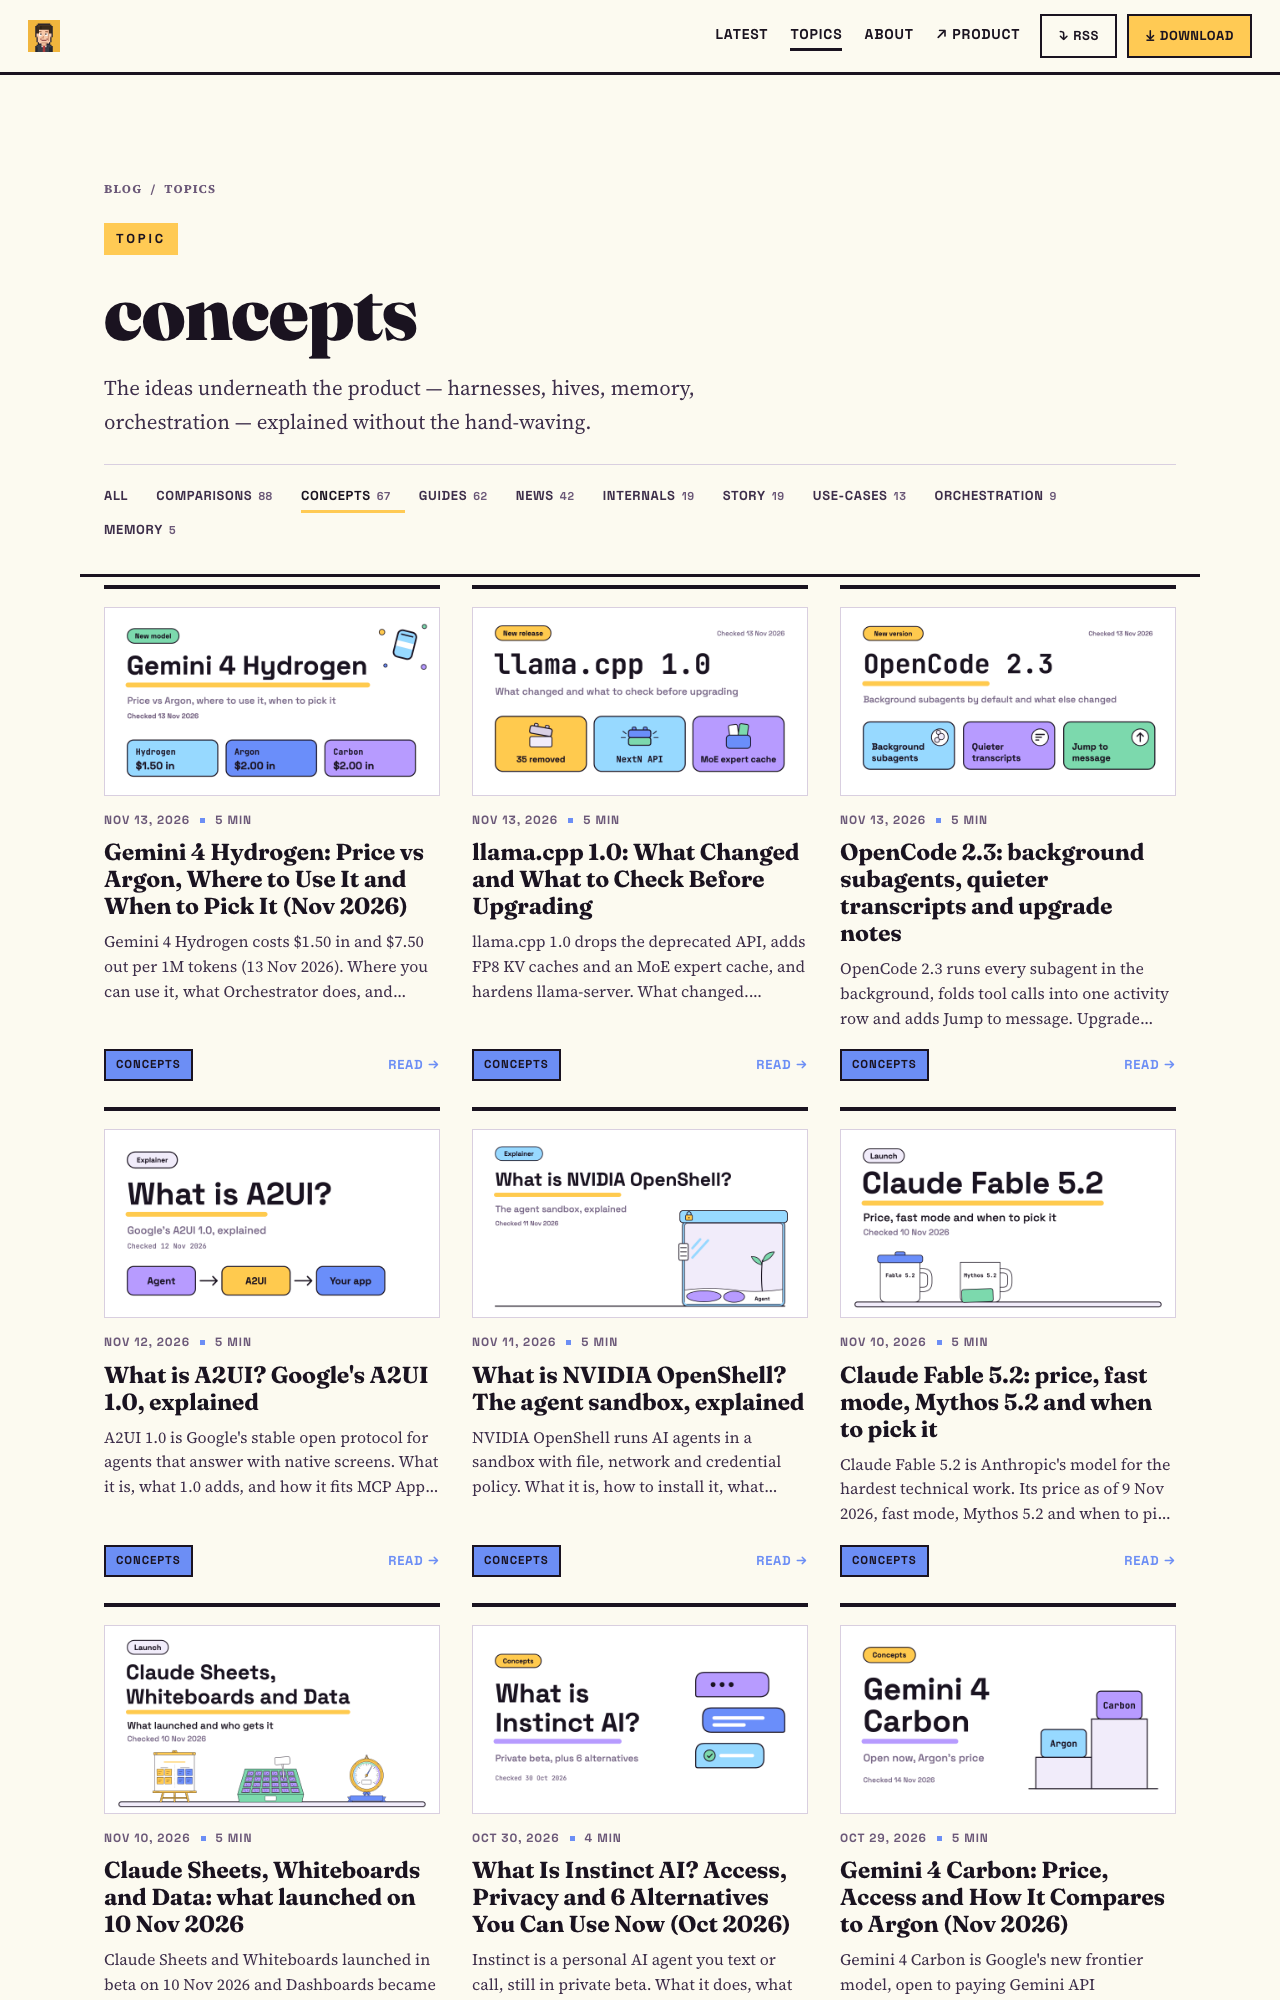 LATEST TOPICS ABOUT ↗ PRODUCT RSS DOWNLOAD
BLOG / TOPICS
TOPIC
concepts
The ideas underneath the product — harnesses, hives, memory,
orchestration — explained without the hand-waving.
ALL COMPARISONS 88 CONCEPTS 67 GUIDES 62 NEWS 42 INTERNALS 19 STORY 19 USE-CASES 13 ORCHESTRATION 9
MEMORY 5
New model
Gemini 4 Hydrogen
Price vs Argon, where to use it, when to pick it
Checked 13 Nov 2026
Hydrogen
$1.50 in
Argon
$2.00 in
Carbon
$2.00 in
NOV 13, 2026 5 MIN
Gemini 4 Hydrogen: Price vs
Argon, Where to Use It and
When to Pick It (Nov 2026)
Gemini 4 Hydrogen costs $1.50 in and $7.50
out per 1M tokens (13 Nov 2026). Where you
can use it, what Orchestrator does, and...
CONCEPTS READ →
New release
Checked 13 Nov 2026
llama.cpp 1.0
What changed and what to check before upgrading
35 removed
NextN API
MoE expert cache
NOV 13, 2026 5 MIN
llama.cpp 1.0: What Changed
and What to Check Before
Upgrading
llama.cpp 1.0 drops the deprecated API, adds
FP8 KV caches and an MoE expert cache, and
hardens llama-server. What changed....
CONCEPTS READ →
New version
Checked 13 Nov 2026
OpenCode 2.3
Background subagents by default and what else changed
Background
subagents
Quieter
transcripts
Jump to
message
NOV 13, 2026 5 MIN
OpenCode 2.3: background
subagents, quieter
transcripts and upgrade
notes
OpenCode 2.3 runs every subagent in the
background, folds tool calls into one activity
row and adds Jump to message. Upgrade...
CONCEPTS READ →
Explainer
What is A2UI?
Google's A2UI 1.0, explained
Checked 12 Nov 2026
Agent
A2UI
Your app
NOV 12, 2026 5 MIN
What is A2UI? Google's A2UI
1.0, explained
A2UI 1.0 is Google's stable open protocol for
agents that answer with native screens. What
it is, what 1.0 adds, and how it fits MCP App...
CONCEPTS READ →
Explainer
What is NVIDIA OpenShell?
The agent sandbox, explained
Checked 11 Nov 2026
Agent
NOV 11, 2026 5 MIN
What is NVIDIA OpenShell?
The agent sandbox, explained
NVIDIA OpenShell runs AI agents in a
sandbox with file, network and credential
policy. What it is, how to install it, what...
CONCEPTS READ →
Launch
Claude Fable 5.2
Price, fast mode and when to pick it
Checked 10 Nov 2026
Fable 5.2
Mythos 5.2
NOV 10, 2026 5 MIN
Claude Fable 5.2: price, fast
mode, Mythos 5.2 and when
to pick it
Claude Fable 5.2 is Anthropic's model for the
hardest technical work. Its price as of 9 Nov
2026, fast mode, Mythos 5.2 and when to pi...
CONCEPTS READ →
Launch
Claude Sheets,
Whiteboards and Data
What launched and who gets it
Checked 10 Nov 2026
NOV 10, 2026 5 MIN
Claude Sheets, Whiteboards
and Data: what launched on
10 Nov 2026
Claude Sheets and Whiteboards launched in
beta on 10 Nov 2026 and Dashboards became
Concepts
What is
Instinct AI?
Private beta, plus 6 alternatives
Checked 30 Oct 2026
OCT 30, 2026 4 MIN
What Is Instinct AI? Access,
Privacy and 6 Alternatives
You Can Use Now (Oct 2026)
Instinct is a personal AI agent you text or
call, still in private beta. What it does, what
Concepts
Gemini 4
Carbon
Open now, Argon's price
Checked 14 Nov 2026
Argon
Carbon
OCT 29, 2026 5 MIN
Gemini 4 Carbon: Price,
Access and How It Compares
to Argon (Nov 2026)
Gemini 4 Carbon is Google's new frontier
model, open to paying Gemini API